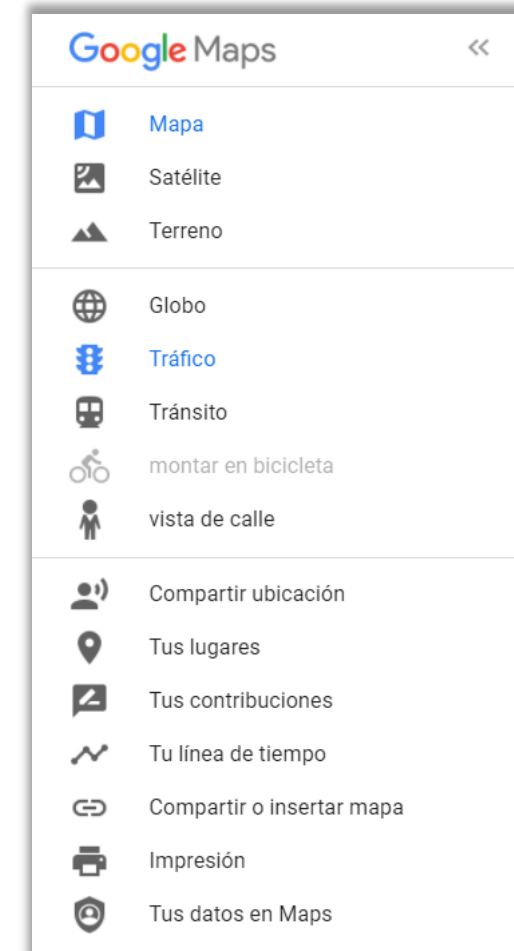 Google Maps
Mapa
Satélite
Terreno
Globo
Tráfico
Tránsito
montar en bicicleta
vista de calle
Compartir ubicación
Tus lugares
Tus contribuciones
Tu línea de tiempo
Compartir o insertar mapa
Impresión
Tus datos en Maps